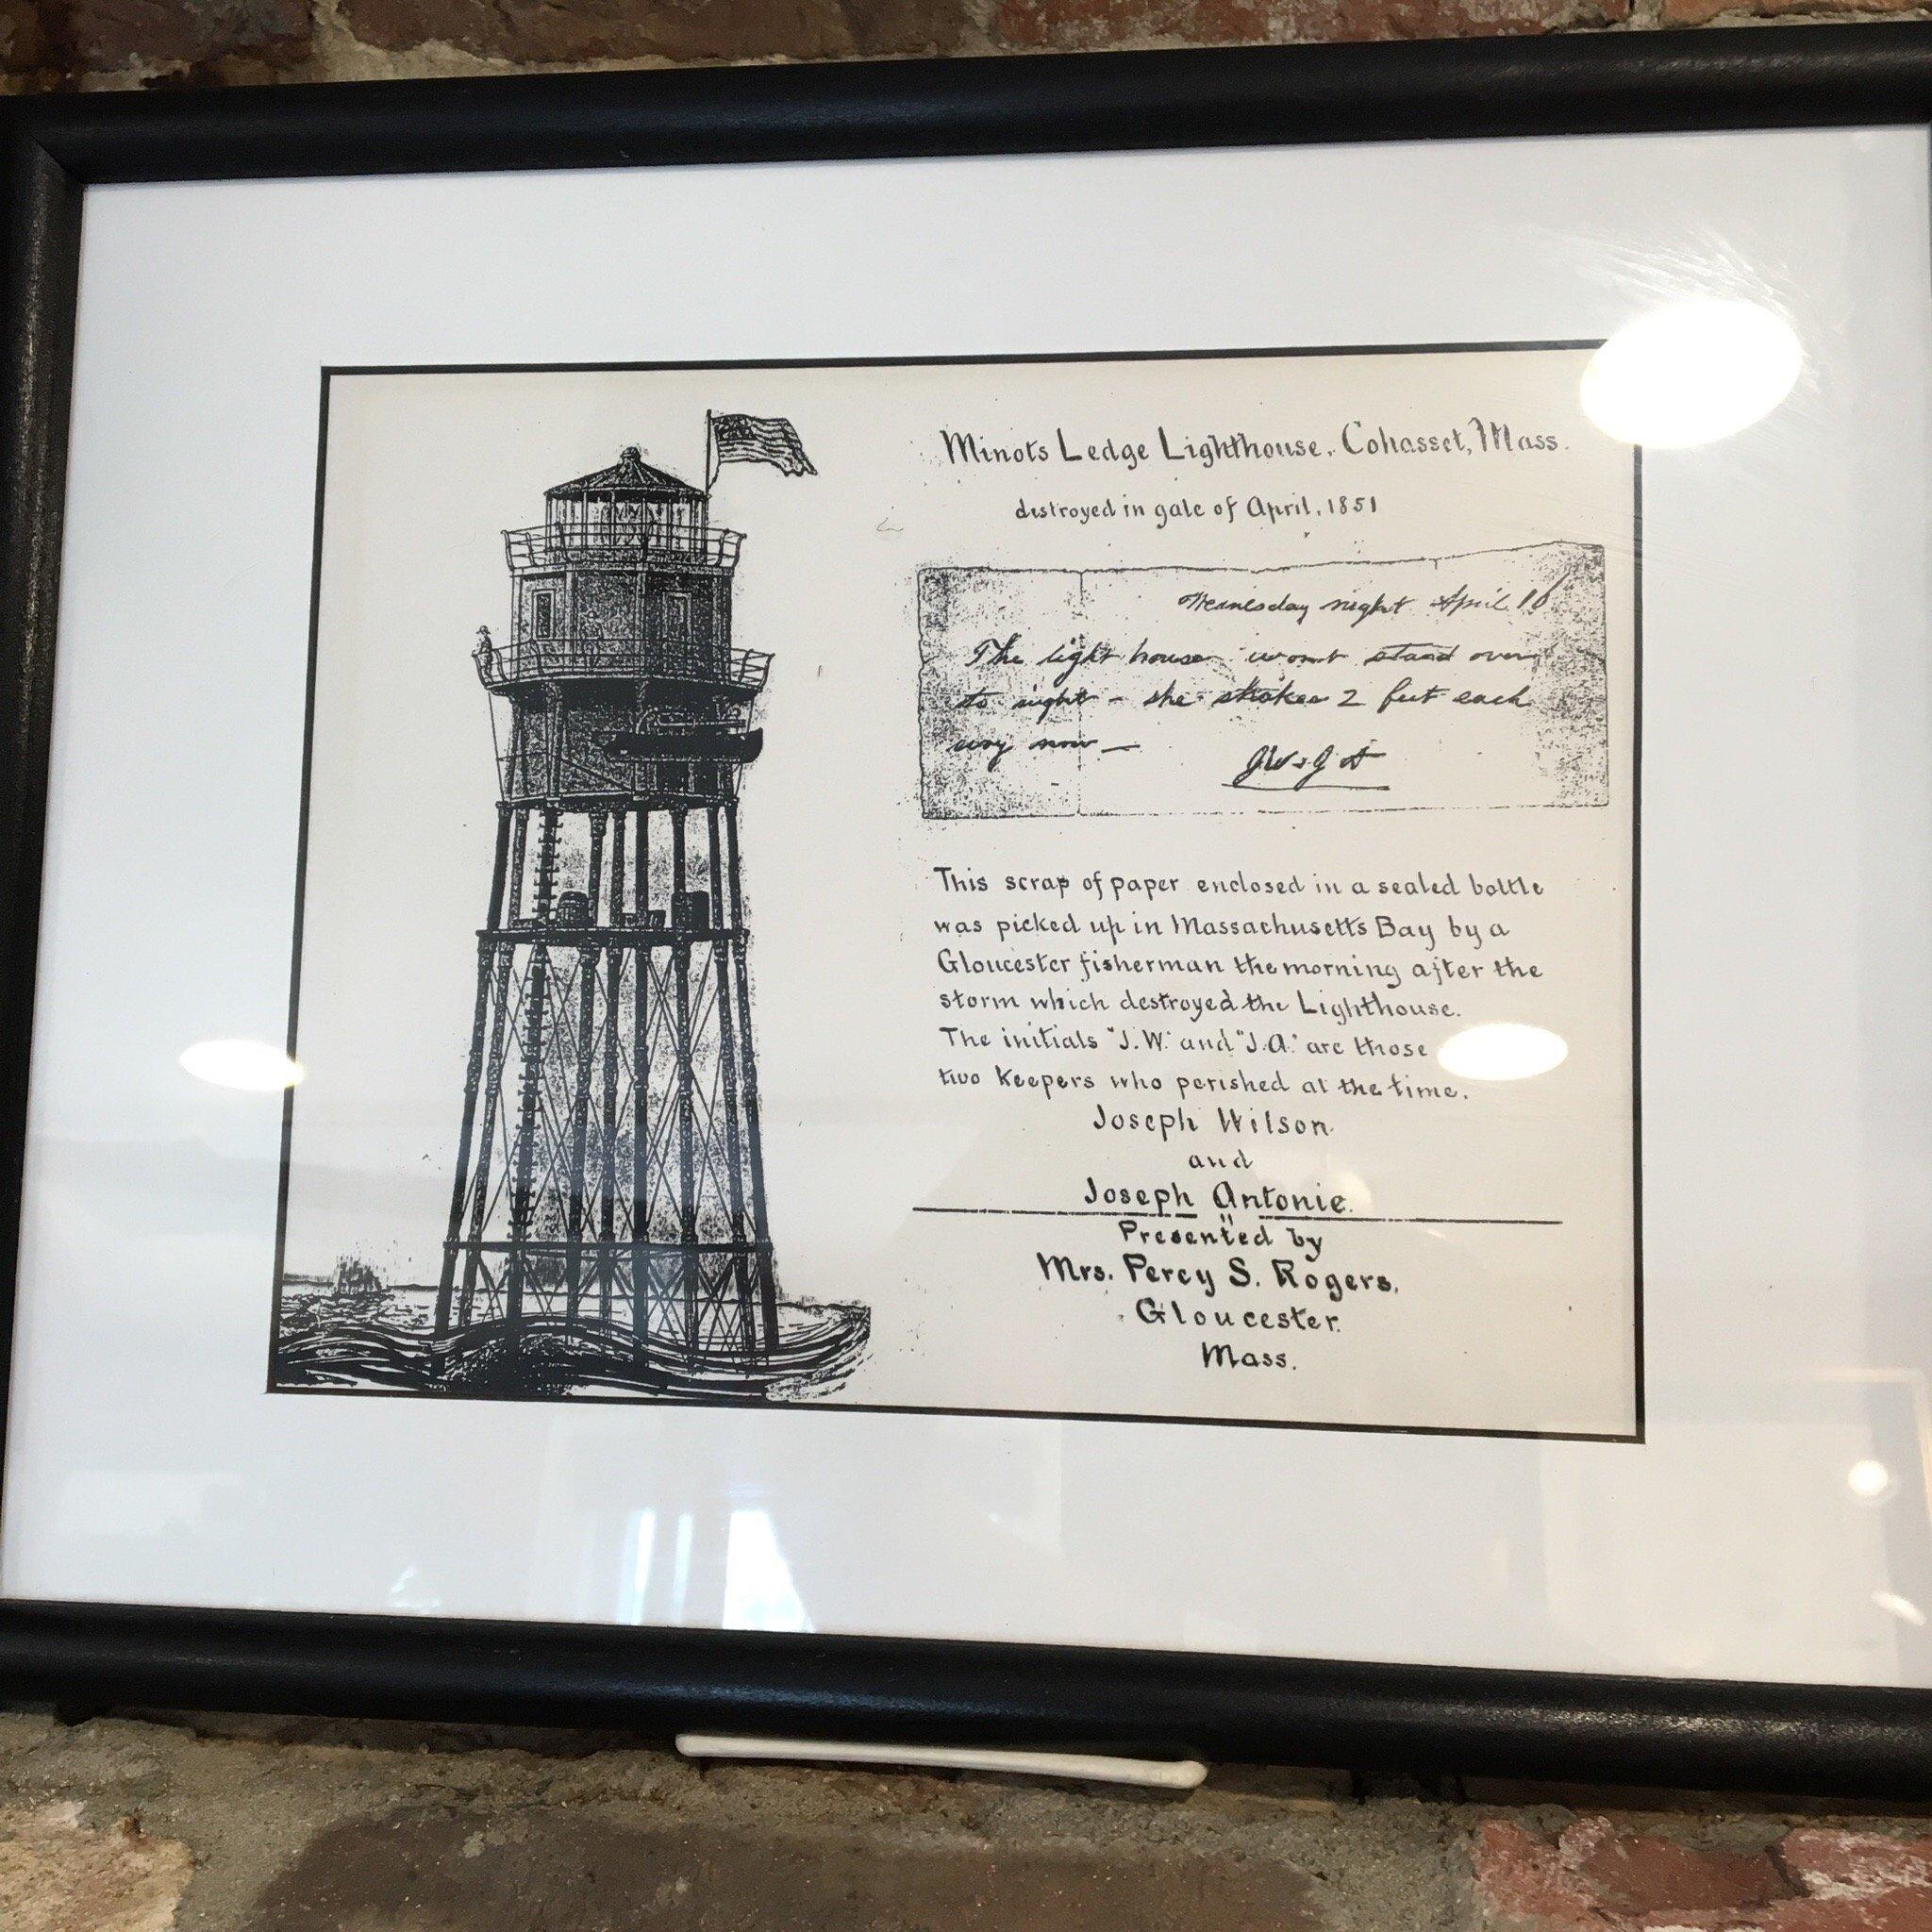 Minots Ledge Lighthouse, Cohasset, Mass.
destroyed in gale of April, 1851
Wednesday night April 16
The light house wont stand over
to night - she shakes 2 feet each
way now —
J W & J A
This scrap of paper enclosed in a sealed bottle
was picked up in Massachusetts Bay by a
Gloucester fisherman the morning after the
storm which destroyed the Lighthouse.
The initials "J.W." and "J.A." are those
two Keepers who perished at the time.
Joseph Wilson
and
Joseph Antonie.
Presented by
Mrs. Percy S. Rogers,
Gloucester.
Mass.